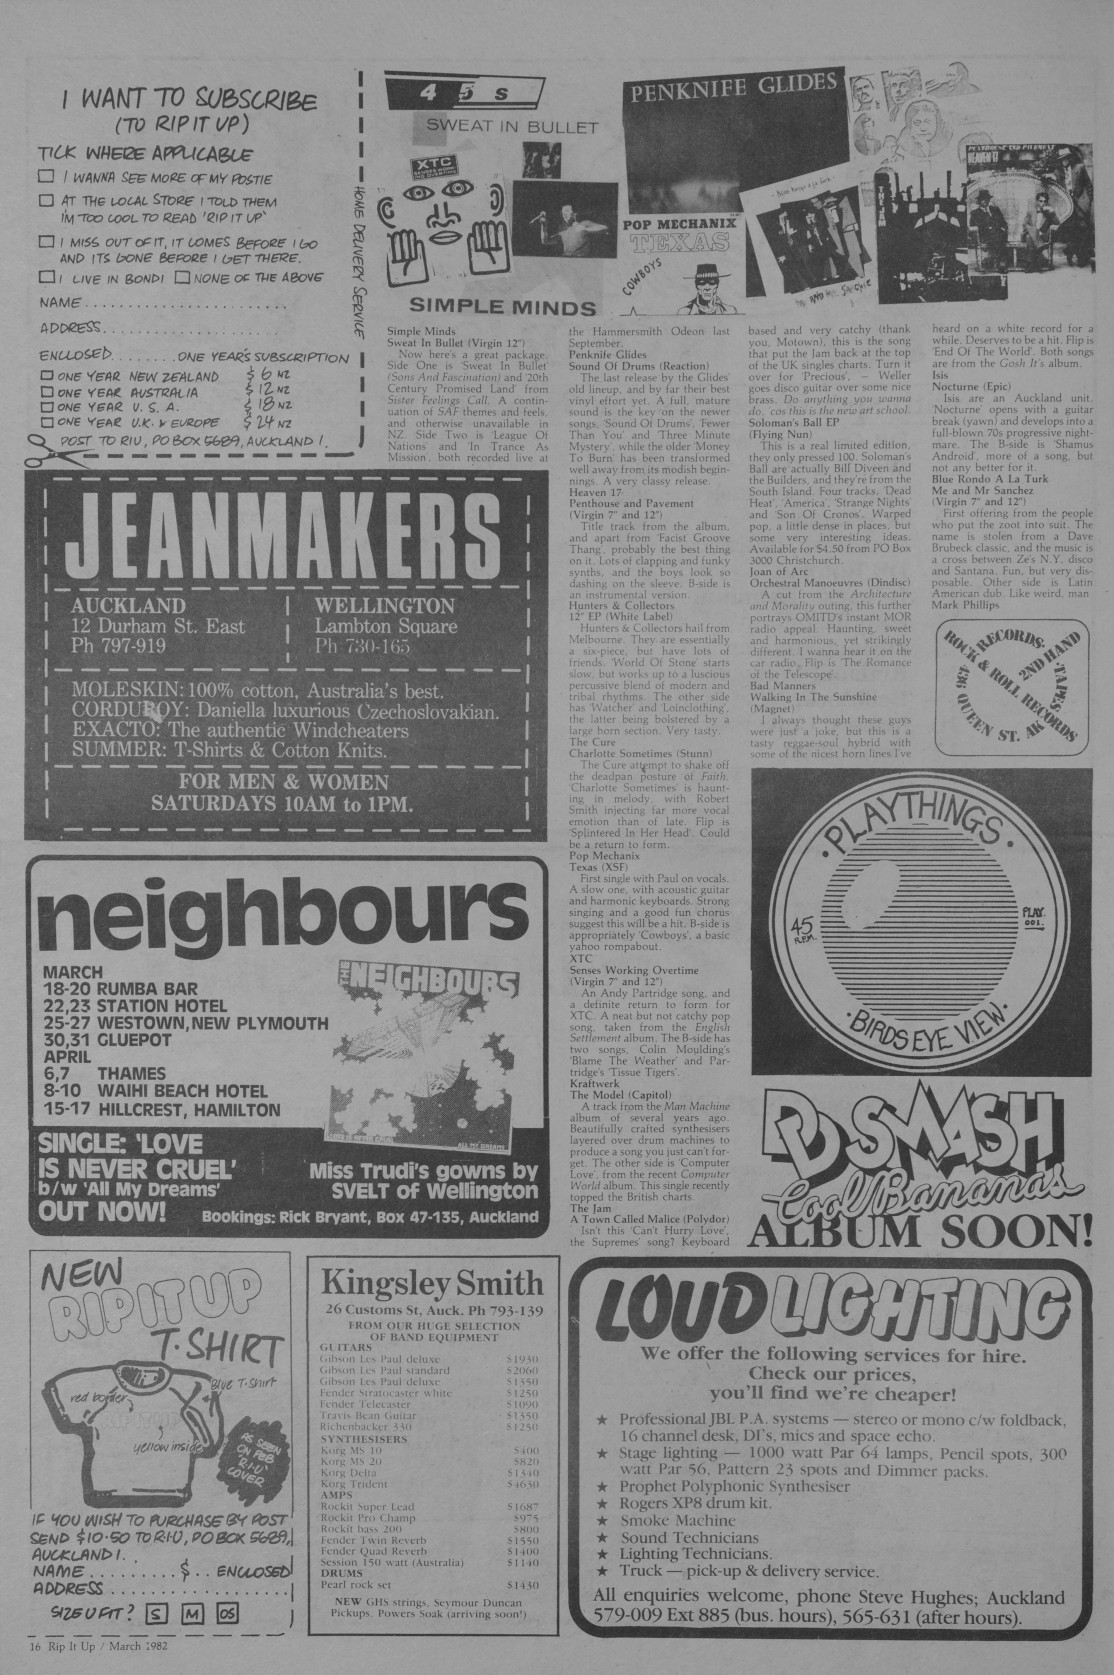 I WANT TO SUBSCRIBE
(TO RIP IT UP)
TICK WHERE APPLICABLE
I WANNA SEE MORE OF MY POSTIE
AT THE LOCAL STORE I TOLD THEM
I'M TOO COOL TO READ 'RIP IT UP'
I MISS OUT OF IT, IT COMES BEFORE I GO
AND ITS GONE BEFORE I GET THERE.
I LIVE IN BONDI NONE OF THE ABOVE
NAME
ADDRESS
ENCLOSED ........ ONE YEAR'S SUBSCRIPTION
ONE YEAR NEW ZEALAND $6 NZ
ONE YEAR AUSTRALIA $12 NZ
ONE YEAR U.S.A. $18 NZ
ONE YEAR U.K. & EUROPE $24 NZ
POST TO RIU, PO BOX 5689, AUCKLAND 1.
HOME DELIVERY SERVICE
45s
SWEAT IN BULLET
XTC
SIMPLE MINDS
PENKNIFE GLIDES
POP MECHANIX
TEXAS
COWBOYS
HEAVEN 17
Simple Minds
Sweat In Bullet (Virgin 12")
Now here's a great package.
Side One is 'Sweat In Bullet'
(Sons And Fascination) and '20th
Century Promised Land' from
Sister Feelings Call. A contin-
uation of SAF themes and feels,
and otherwise unavailable in
NZ. Side Two is 'League Of
Nations' and 'In Trance As
Mission', both recorded live at
the Hammersmith Odeon last
September.
Penknife Glides
Sound Of Drums (Reaction)
The last release by the Glides'
old lineup, and by far their best
vinyl effort yet. A full, mature
sound is the key on the newer
songs, 'Sound Of Drums', 'Fewer
Than You' and 'Three Minute
Mystery', while the older 'Money
To Burn' has been transformed
well away from its modish begin-
nings. A very classy release.
Heaven 17
Penthouse and Pavement
(Virgin 7" and 12")
Title track from the album,
and apart from 'Facist Groove
Thang', probably the best thing
on it. Lots of clapping and funky
synths, and the boys look so
dashing on the sleeve. B-side is
an instrumental version.
Hunters & Collectors
12" EP (White Label)
Hunters & Collectors hail from
Melbourne. They are essentially
a six-piece, but have lots of
friends. 'World Of Stone' starts
slow, but works up to a luscious
percussive blend of modern and
tribal rhythms. The other side
has 'Watcher' and 'Loinclothing',
the latter being bolstered by a
large horn section. Very tasty.
The Cure
Charlotte Sometimes (Stunn)
The Cure attempt to shake off
the deadpan posture of Faith.
'Charlotte Sometimes' is haunt-
ing in melody, with Robert
Smith injecting far more vocal
emotion than of late. Flip is
'Splintered In Her Head'. Could
be a return to form.
Pop Mechanix
Texas (XSF)
First single with Paul on vocals.
A slow one, with acoustic guitar
and harmonic keyboards. Strong
singing and a good fun chorus
suggest this will be a hit. B-side is
appropriately 'Cowboys', a basic
yahoo rompabout.
XTC
Senses Working Overtime
(Virgin 7" and 12")
An Andy Partridge song, and
a definite return to form for
XTC. A neat but not catchy pop
song, taken from the English
Settlement album. The B-side has
two songs, Colin Moulding's
'Blame The Weather' and Par-
tridge's 'Tissue Tigers'.
Kraftwerk
The Model (Capitol)
A track from the Man Machine
album of several years ago.
Beautifully crafted synthesisers
layered over drum machines to
produce a song you just can't for-
get. The other side is 'Computer
Love', from the recent Computer
World album. This single recently
topped the British charts.
The Jam
A Town Called Malice (Polydor)
Isn't this 'Can't Hurry Love',
the Supremes' song? Keyboard
based and very catchy (thank
you, Motown), this is the song
that put the Jam back at the top
of the UK singles charts. Turn it
over for 'Precious', — Weller
goes disco guitar over some nice
brass. Do anything you wanna
do, cos this is the new art school.
Soloman's Ball EP
(Flying Nun)
This is a real limited edition,
they only pressed 100. Soloman's
Ball are actually Bill Diveen and
the Builders, and they're from the
South Island. Four tracks, 'Dead
Heat', 'America', 'Strange Nights'
and 'Son Of Cronos'. Warped
pop, a little dense in places, but
some very interesting ideas.
Available for $4.50 from PO Box
3000 Christchurch.
Joan of Arc
Orchestral Manoeuvres (Dindisc)
A cut from the Architecture
and Morality outing, this further
portrays OMITD's instant MOR
radio appeal. Haunting, sweet
and harmonious, yet strikingly
different. I wanna hear it on the
car radio. Flip is 'The Romance
of the Telescope'.
Bad Manners
Walking In The Sunshine
(Magnet)
I always thought these guys
were just a joke, but this is a
tasty reggae-soul hybrid with
some of the nicest horn lines I've
heard on a white record for a
while. Deserves to be a hit. Flip is
'End Of The World'. Both songs
are from the Gosh It's album.
Isis
Nocturne (Epic)
Isis are an Auckland unit.
'Nocturne' opens with a guitar
break (yawn) and develops into a
full-blown 70s progressive night-
mare. The B-side is 'Shamus
Android', more of a song, but
not any better for it.
Blue Rondo A La Turk
Me and Mr Sanchez
(Virgin 7" and 12")
First offering from the people
who put the zoot into suit. The
name is stolen from a Dave
Brubeck classic, and the music is
a cross between Ze's N.Y. disco
and Santana. Fun, but very dis-
posable. Other side is Latin
American dub. Like weird, man
Mark Phillips
RECORDS· TAPES·
2ND HAND
ROCK & ROLL RECORDS
436 QUEEN ST. AK
JEANMAKERS
AUCKLAND
12 Durham St. East
Ph 797-919
WELLINGTON
Lambton Square
Ph 730-165
MOLESKIN: 100% cotton, Australia's best.
CORDUROY: Daniella luxurious Czechoslovakian.
EXACTO: The authentic Windcheaters
SUMMER: T-Shirts & Cotton Knits.
FOR MEN & WOMEN
SATURDAYS 10AM to 1PM.
neighbours
MARCH
18-20 RUMBA BAR
22,23 STATION HOTEL
25-27 WESTOWN, NEW PLYMOUTH
30,31 GLUEPOT
APRIL
6,7 THAMES
8-10 WAIHI BEACH HOTEL
15-17 HILLCREST, HAMILTON
THE NEIGHBOURS
ALL MY DREAMS
SINGLE: 'LOVE
IS NEVER CRUEL'
b/w 'All My Dreams'
OUT NOW!
Miss Trudi's gowns by
SVELT of Wellington
Bookings: Rick Bryant, Box 47-135, Auckland
·PLAYTHINGS·
45 R.P.M.
PLAY. 001.
·BIRDS EYE VIEW·
DD SMASH
Cool Bananas
ALBUM SOON!
NEW
RIP IT UP
T·SHIRT
red border
Blue T·Shirt
yellow inside
AS SEEN
ON FEB
R.I.U
COVER
IF YOU WISH TO PURCHASE BY POST
SEND $10·50 TO R·I·U, PO BOX 5689,
AUCKLAND 1.
NAME ......... $ .. ENCLOSED
ADDRESS
SIZE U FIT? S M OS
Kingsley Smith
26 Customs St, Auck. Ph 793-139
FROM OUR HUGE SELECTION
OF BAND EQUIPMENT
GUITARS
Gibson Les Paul deluxe $1930
Gibson Les Paul standard $2060
Gibson Les Paul deluxe $1350
Fender Stratocaster white $1250
Fender Telecaster $1090
Travis Bean Guitar $1350
Richenbacker 330 $1250
SYNTHESISERS
Korg MS 10 $400
Korg MS 20 $820
Korg Delta $1340
Korg Trident $4630
AMPS
Rockit Super Lead $1687
Rockit Pro Champ $975
Rockit bass 200 $800
Fender Twin Reverb $1550
Fender Quad Reverb $1400
Session 150 watt (Australia) $1140
DRUMS
Pearl rock set $1430
NEW GHS strings, Seymour Duncan
Pickups, Powers Soak (arriving soon!)
LOUD LIGHTING
We offer the following services for hire.
Check our prices,
you'll find we're cheaper!
★ Professional JBL P.A. systems — stereo or mono c/w foldback,
16 channel desk, DI's, mics and space echo.
★ Stage lighting — 1000 watt Par 64 lamps, Pencil spots, 300
watt Par 56, Pattern 23 spots and Dimmer packs.
★ Prophet Polyphonic Synthesiser
★ Rogers XP8 drum kit.
★ Smoke Machine
★ Sound Technicians
★ Lighting Technicians.
★ Truck — pick-up & delivery service.
All enquiries welcome, phone Steve Hughes; Auckland
579-009 Ext 885 (bus. hours), 565-631 (after hours).
16 Rip It Up / March 1982